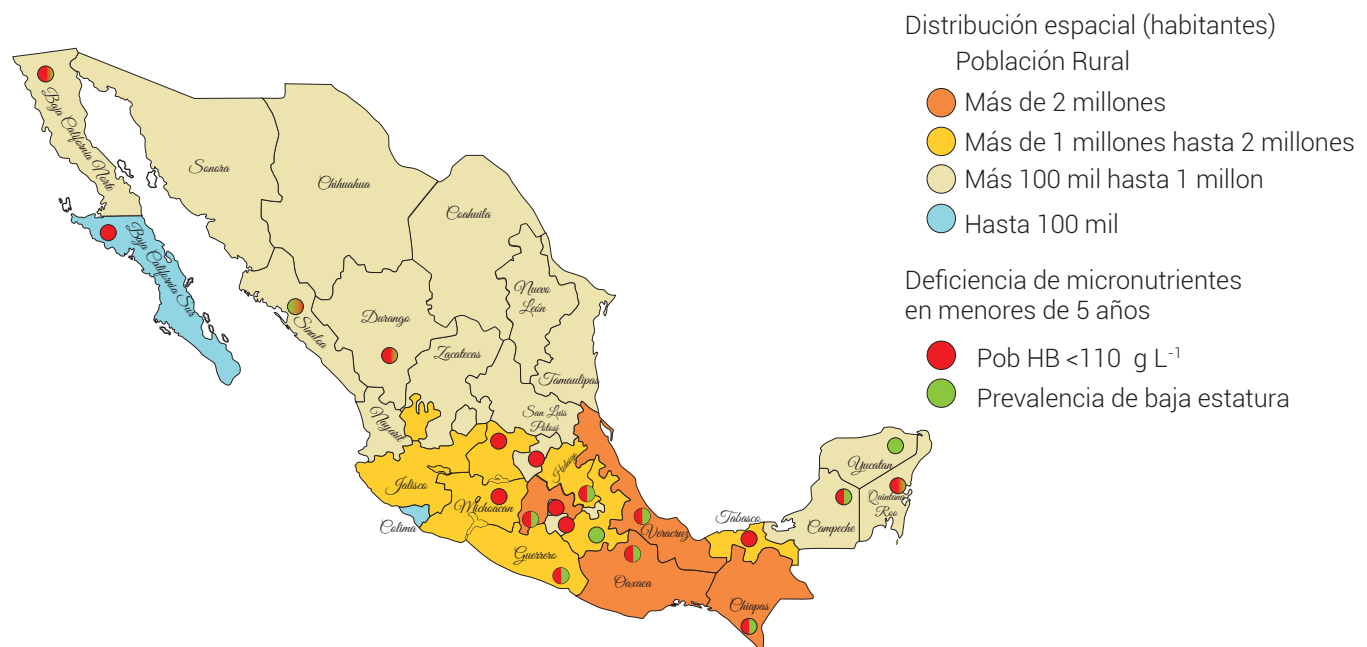 Distribución espacial (habitantes)
Población Rural
Más de 2 millones
Más de 1 millones hasta 2 millones
Más 100 mil hasta 1 millon
Hasta 100 mil
Deficiencia de micronutrientes
en menores de 5 años
Pob HB <110 g L⁻¹
Prevalencia de baja estatura
Baja California Norte
Baja California Sur
Sonora
Chihuahua
Coahuila
Nuevo
León
Sinaloa
Durango
Zacatecas
Tamaulipas
Nayarit
San Luis
Potosi
Jalisco
Hidalgo
Michoacan
Colima
Guerrero
Veracruz
Oaxaca
Tabasco
Chiapas
Yucatan
Campeche
Quintana
Roo